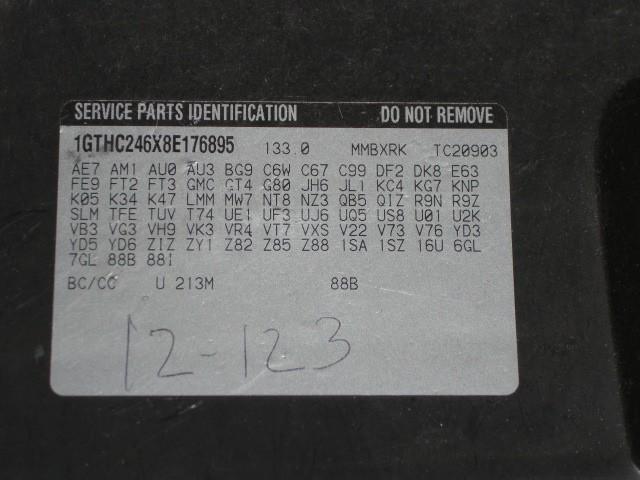 SERVICE PARTS IDENTIFICATION DO NOT REMOVE
1GTHC246X8E176895 133.0 MMBXRK TC20903
AE7 AM1 AU0 AU3 BG9 C6W C67 C99 DF2 DK8 E63
FE9 FT2 FT3 GMC GT4 G80 JH6 JL1 KC4 KG7 KNP
K05 K34 K47 LMM MW7 NT8 NZ3 QB5 QIZ R9N R9Z
SLM TFE TUV T74 UE1 UF3 UJ6 UQ5 US8 U01 U2K
VB3 VG3 VH9 VK3 VR4 VT7 VXS V22 V73 V76 YD3
YD5 YD6 ZIZ ZY1 Z82 Z85 Z88 1SA 1SZ 16U 6GL
7GL 88B 88I
BC/CC U 213M 88B
12-123